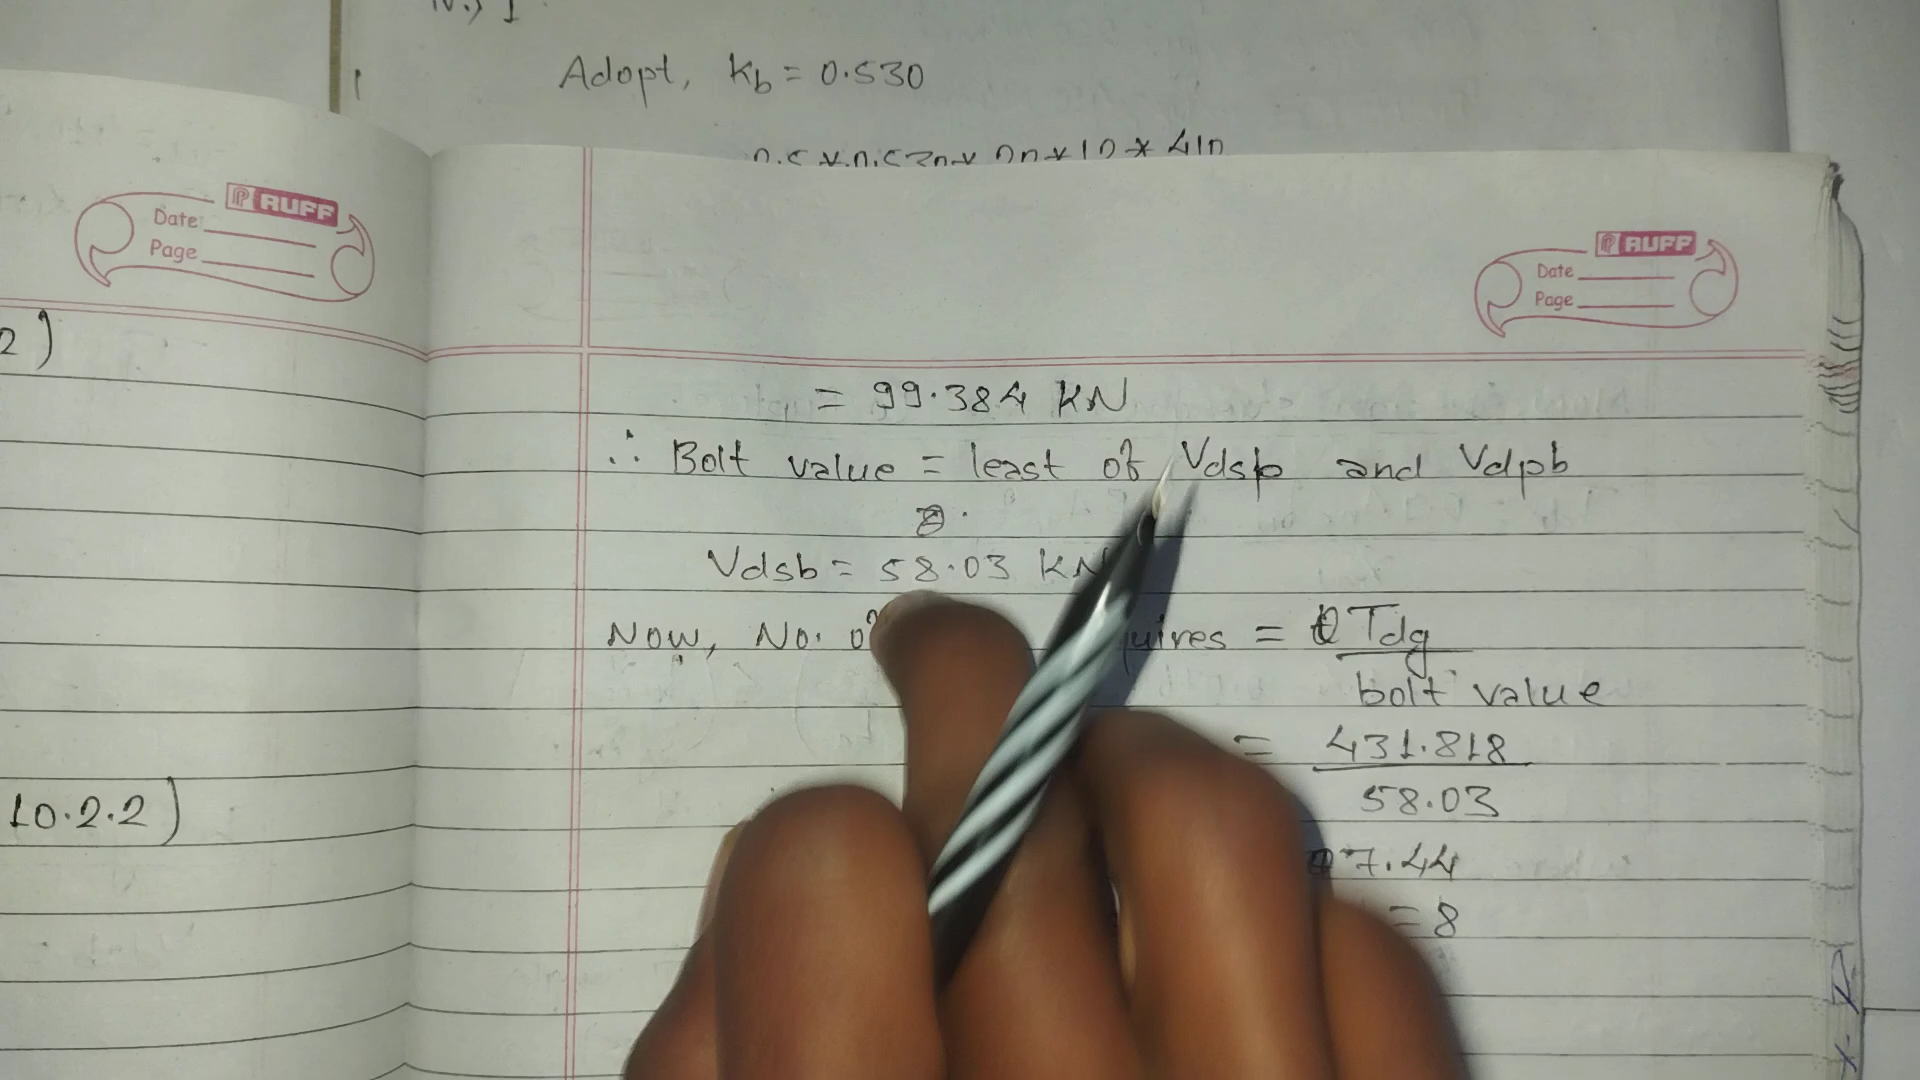 Adopt, Kb = 0.530
RUFF
Date
Page
2)
10.2.2)
RUFF
Date
Page
= 99.384 KN
∴ Bolt value = least of Vdsb and Vdpb
Vdsb = 58.03 KN
Now, No. of quires = Tdg
bolt value
= 431.818
58.03
7.44
= 8